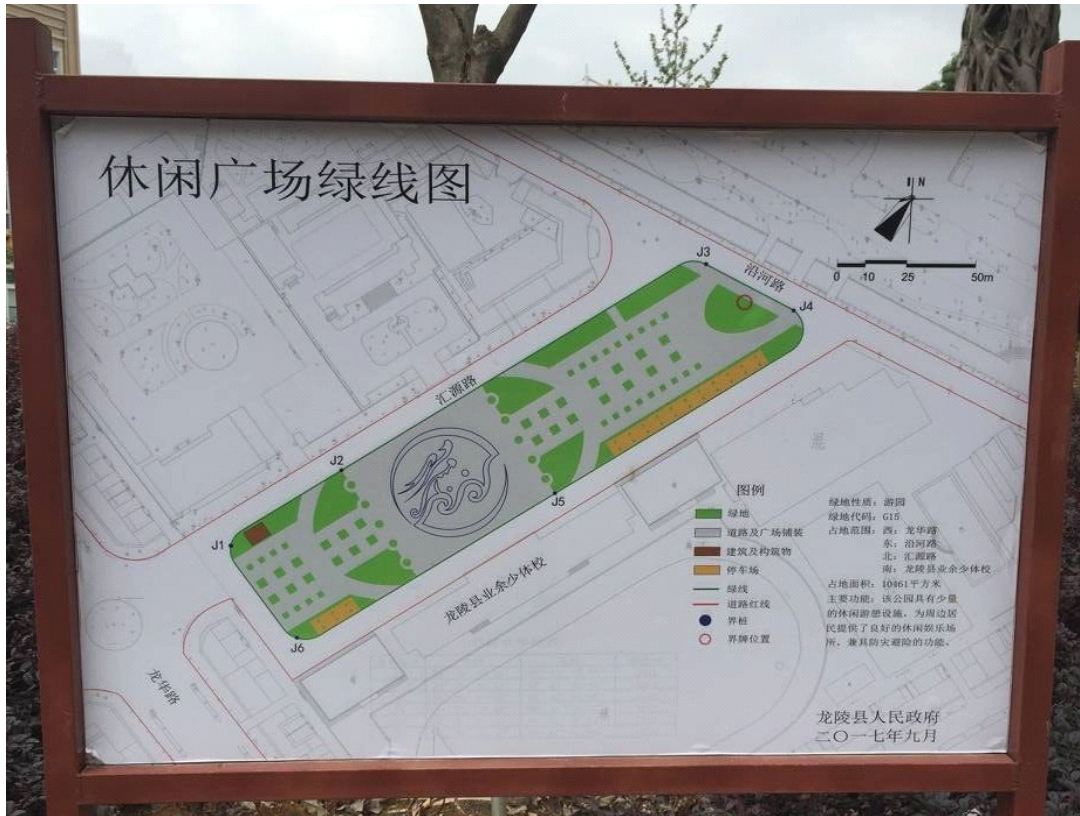 休闲广场绿线图
N
0 10 25 50m
J3
沿河路
J4
汇源路
J2
J5
J1
龙陵县业余少体校
J6
龙华路
图例
绿地
道路及广场铺装
建筑及构筑物
停车场
绿线
道路红线
界桩
界牌位置
绿地性质：游园
绿地代码：G15
占地范围：西：龙华路
东：沿河路
北：汇源路
南：龙陵县业余少体校
占地面积：10461平方米
主要功能：该公园具有少量
的休闲游憩设施，为周边居
民提供了良好的休闲娱乐场
所，兼具防灾避险的功能。
龙陵县人民政府
二〇一七年九月